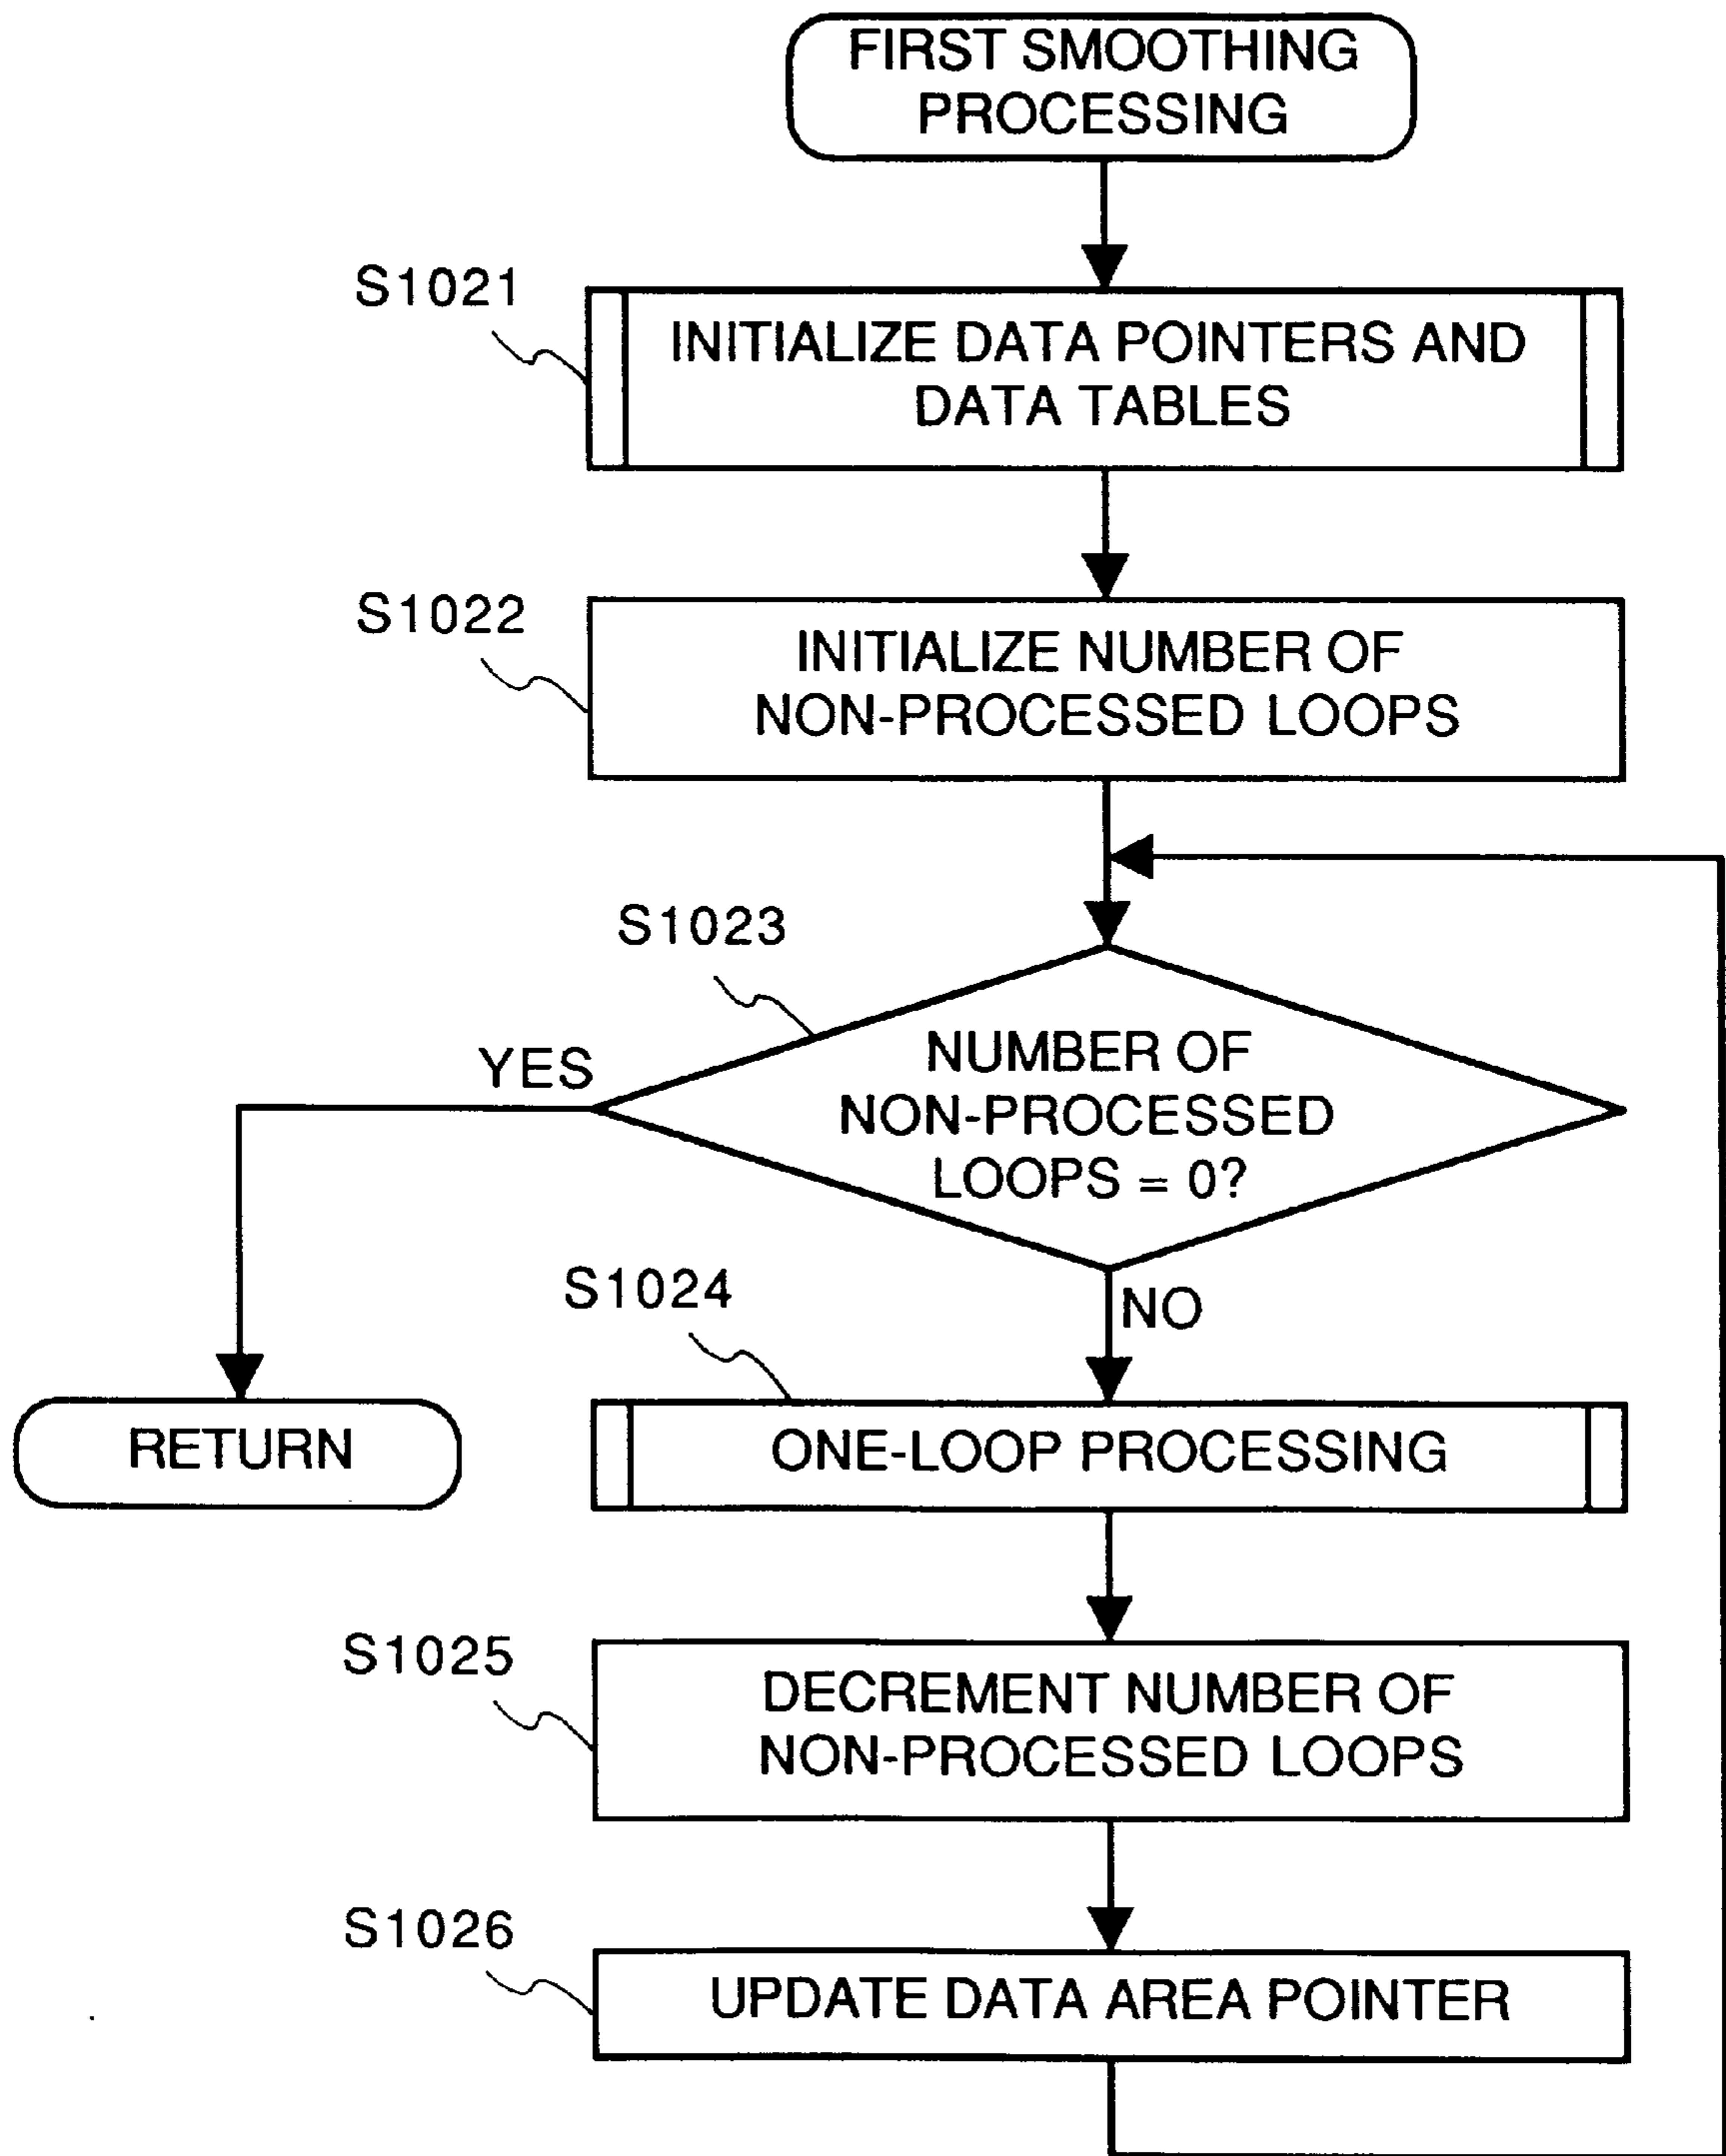 FIRST SMOOTHING
PROCESSING
S1021
INITIALIZE DATA POINTERS AND
DATA TABLES
S1022
INITIALIZE NUMBER OF
NON-PROCESSED LOOPS
S1023
YES
NUMBER OF
NON-PROCESSED
LOOPS = 0?
S1024
NO
RETURN
ONE-LOOP PROCESSING
S1025
DECREMENT NUMBER OF
NON-PROCESSED LOOPS
S1026
UPDATE DATA AREA POINTER